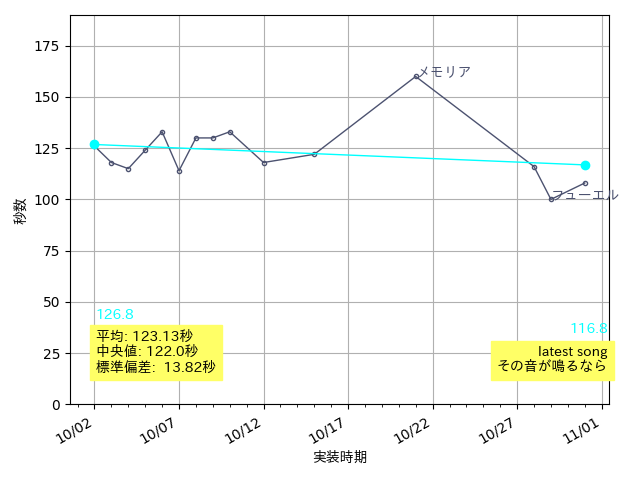 175
150
125
100
75
50
25
0
秒数
メモリア
フューエル
126.8
116.8
平均: 123.13秒
中央値: 122.0秒
標準偏差: 13.82秒
latest song
その音が鳴るなら
10/02
10/07
10/12
10/17
10/22
10/27
11/01
実装時期